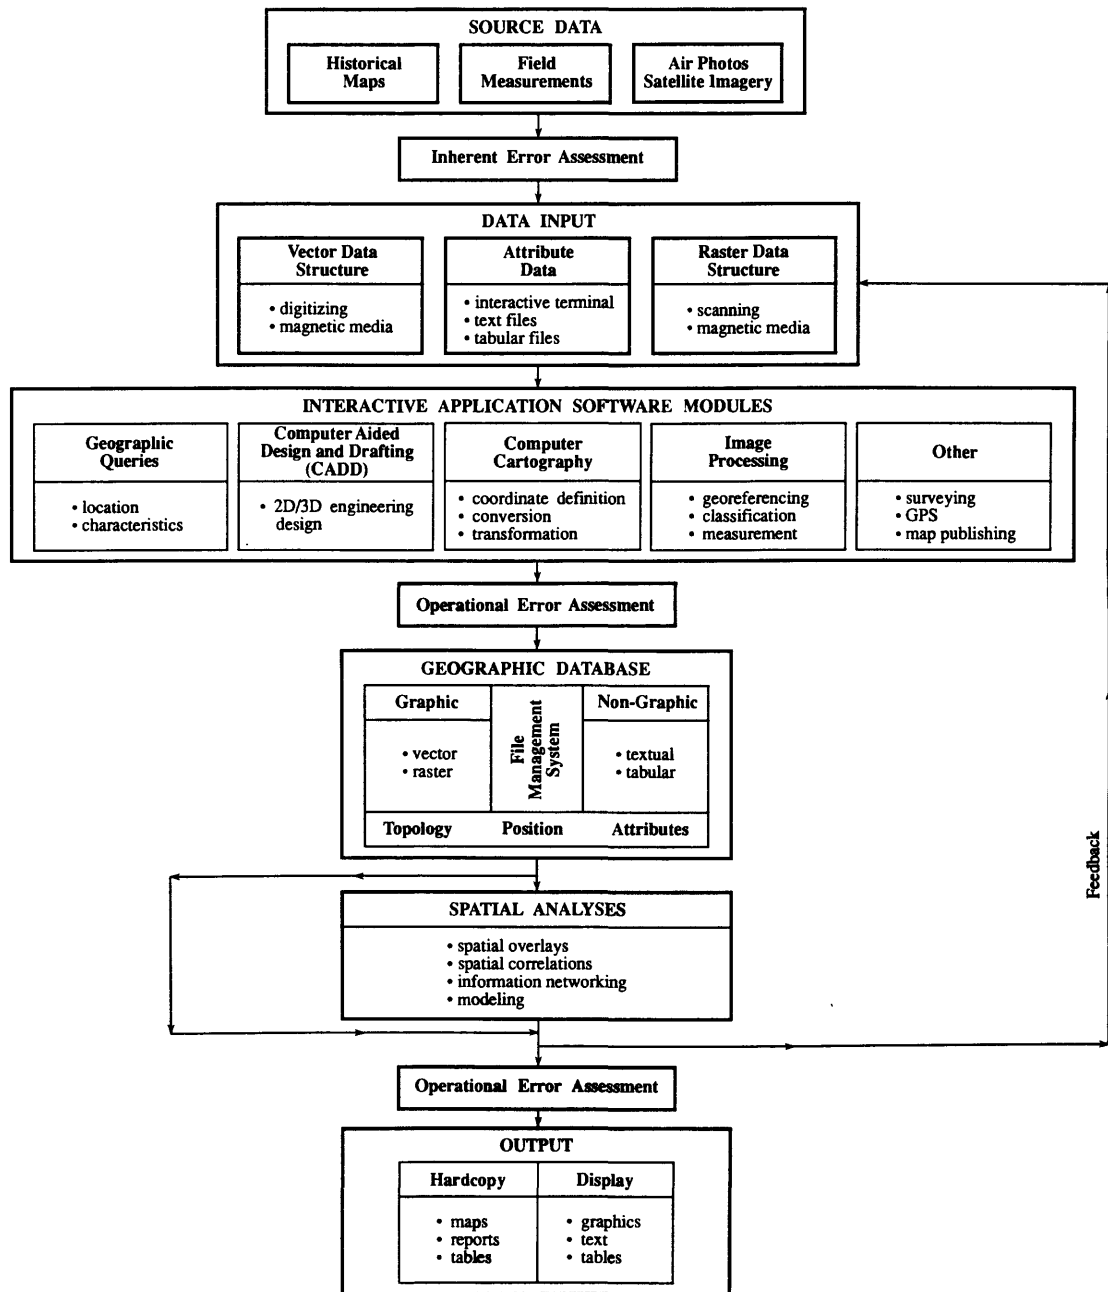 SOURCE DATA
Historical
Maps
Field
Measurements
Air Photos
Satellite Imagery
Inherent Error Assessment
DATA INPUT
Vector Data
Structure
• digitizing
• magnetic media
Attribute
Data
• interactive terminal
• text files
• tabular files
Raster Data
Structure
• scanning
• magnetic media
INTERACTIVE APPLICATION SOFTWARE MODULES
Geographic
Queries
• location
• characteristics
Computer Aided
Design and Drafting
(CADD)
• 2D/3D engineering
design
Computer
Cartography
• coordinate definition
• conversion
• transformation
Image
Processing
• georeferencing
• classification
• measurement
Other
• surveying
• GPS
• map publishing
Operational Error Assessment
GEOGRAPHIC DATABASE
Graphic
• vector
• raster
File
Management
System
Non-Graphic
• textual
• tabular
Topology
Position
Attributes
Feedback
SPATIAL ANALYSES
• spatial overlays
• spatial correlations
• information networking
• modeling
Operational Error Assessment
OUTPUT
Hardcopy
• maps
• reports
• tables
Display
• graphics
• text
• tables